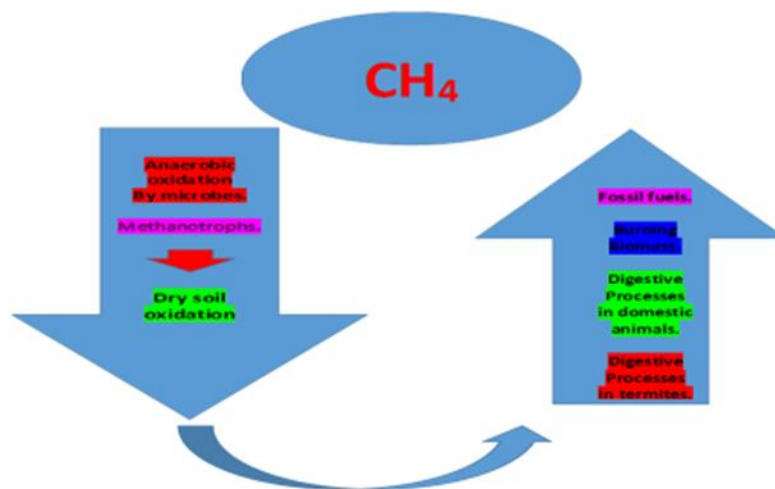 CH₄
Anaerobic
oxidation
By microbes.
Methanotrophs.
Dry soil
oxidation
Fossil fuels.
Burning
Biomuss.
Digestive
Processes
in domestic
animals.
Digestive
Processes
in termites.